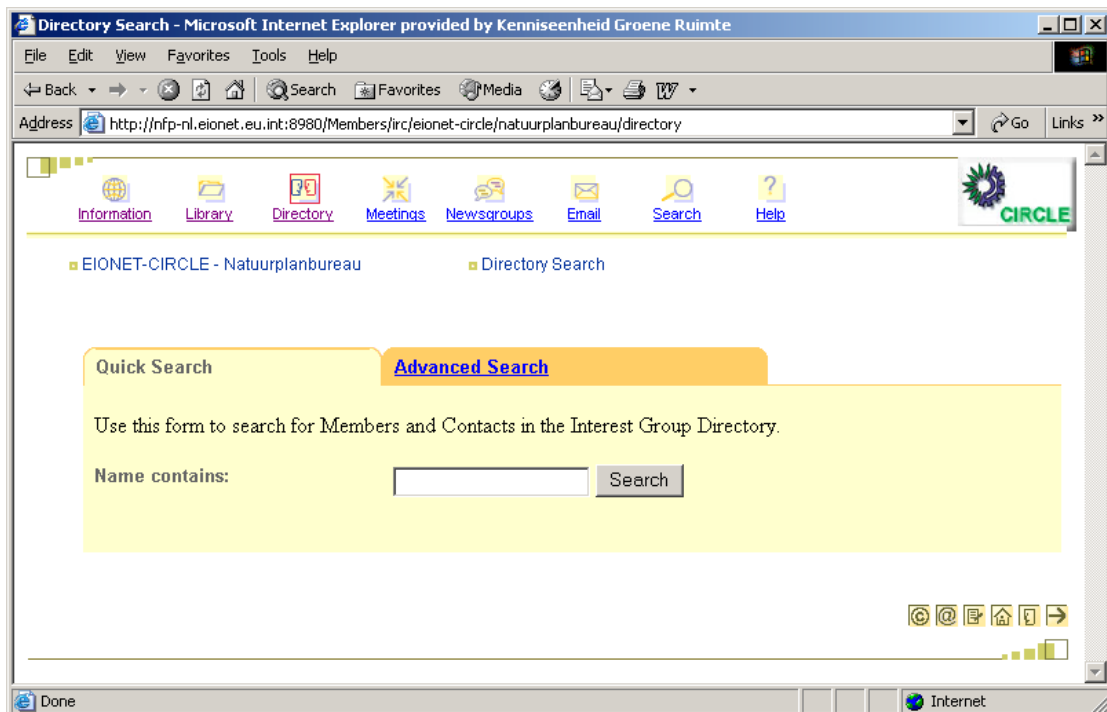 Directory Search - Microsoft Internet Explorer provided by Kenniseenheid Groene Ruimte
File Edit View Favorites Tools Help
Back Search Favorites Media
Address http://nfp-nl.eionet.eu.int:8980/Members/irc/eionet-circle/natuurplanbureau/directory Go Links »
Information Library Directory Meetings Newsgroups Email Search Help
CIRCLE
EIONET-CIRCLE - Natuurplanbureau Directory Search
Quick Search Advanced Search
Use this form to search for Members and Contacts in the Interest Group Directory.
Name contains: Search
Done Internet